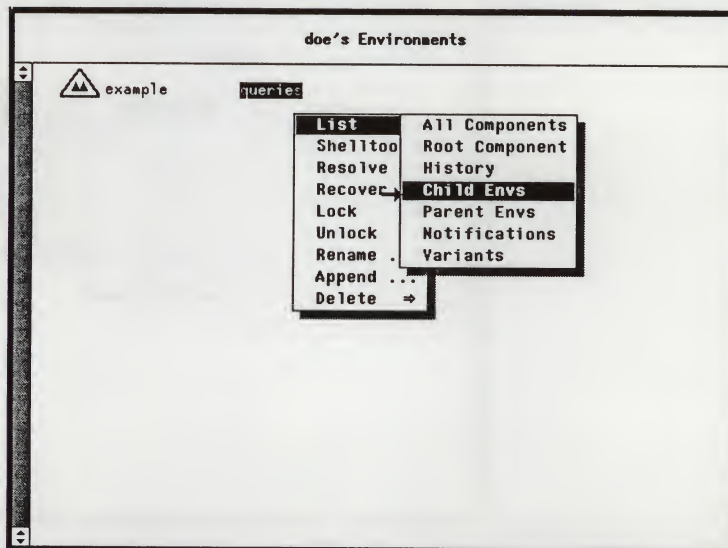 doe's Environments
example queries
List All Components
Shelltoo Root Component
Resolve History
Recover Child Envs
Lock Parent Envs
Unlock Notifications
Rename . Variants
Append ...
Delete ⇒